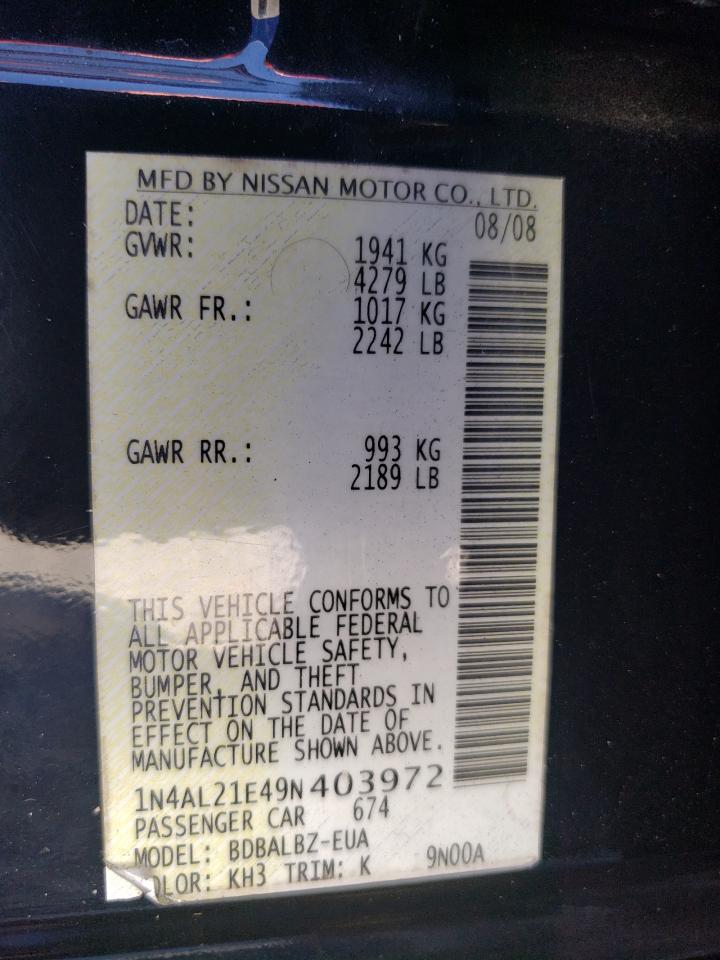 MFD BY NISSAN MOTOR CO., LTD.
DATE: 08/08
GVWR: 1941 KG
4279 LB
GAWR FR.: 1017 KG
2242 LB
GAWR RR.: 993 KG
2189 LB
THIS VEHICLE CONFORMS TO
ALL APPLICABLE FEDERAL
MOTOR VEHICLE SAFETY,
BUMPER, AND THEFT
PREVENTION STANDARDS IN
EFFECT ON THE DATE OF
MANUFACTURE SHOWN ABOVE.
1N4AL21E49N403972
PASSENGER CAR 674
MODEL: BDBALBZ-EUA
OLOR: KH3 TRIM: K 9N00A